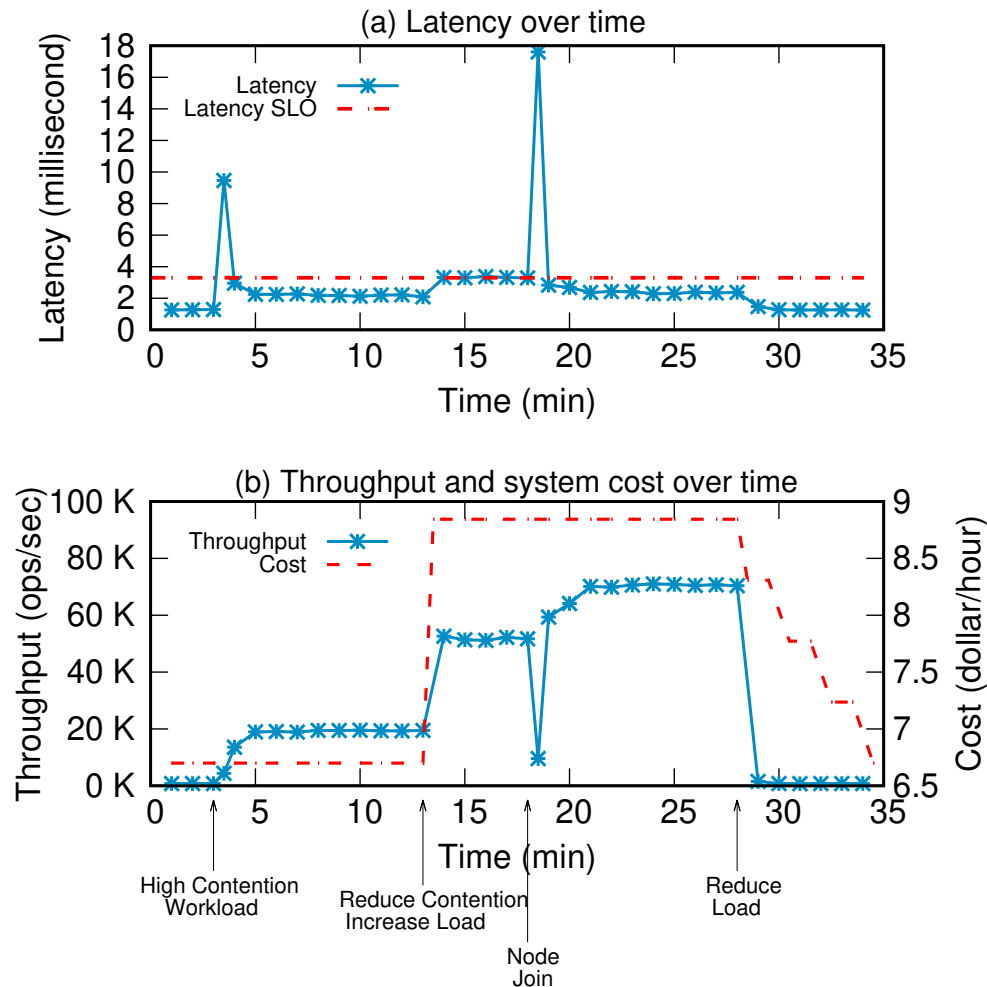 (a) Latency over time
18
16
14
12
10
8
6
4
2
0
Latency (millisecond)
Latency
Latency SLO
0 5 10 15 20 25 30 35
Time (min)
(b) Throughput and system cost over time
100 K
80 K
60 K
40 K
20 K
0 K
Throughput (ops/sec)
Throughput
Cost
9
8.5
8
7.5
7
6.5
Cost (dollar/hour)
0 5 10 15 20 25 30 35
Time (min)
High Contention
Workload
Reduce Contention
Increase Load
Node
Join
Reduce
Load